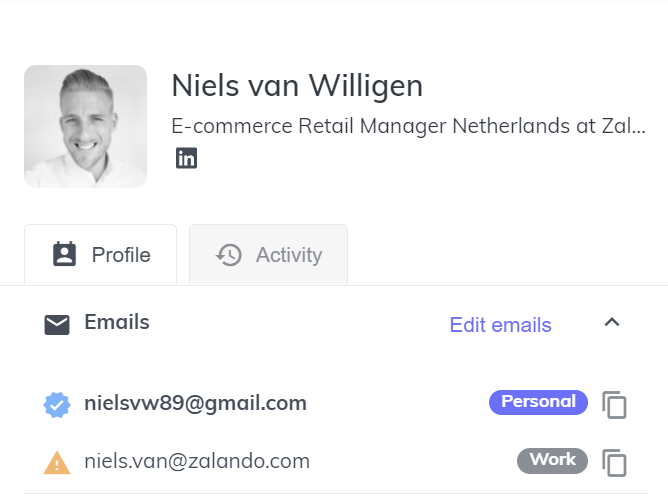 Niels van Willigen
E-commerce Retail Manager Netherlands at Zal...
in
Profile
Activity
Emails
Edit emails
nielsvw89@gmail.com
Personal
niels.van@zalando.com
Work